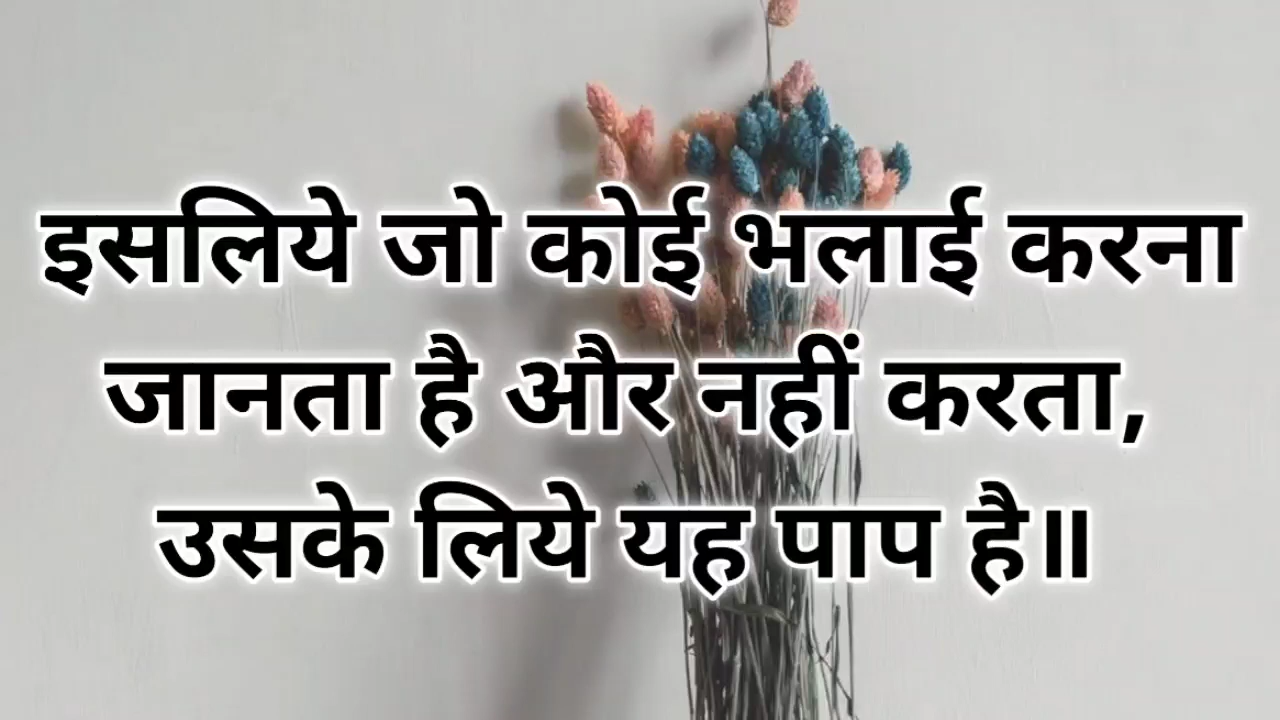 इसलिये जो कोई भलाई करना
जानता है और नहीं करता,
उसके लिये यह पाप है॥